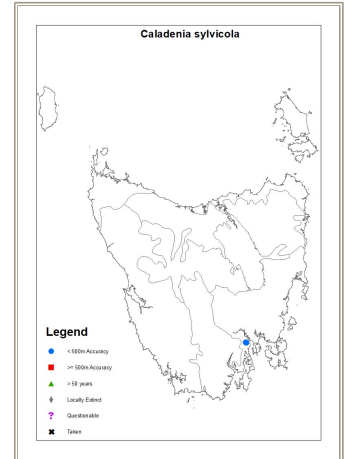 Caladenia sylvicola
Legend
< 500m Accuracy
>= 500m Accuracy
> 50 years
Locally Extinct
? Questionable
Taken